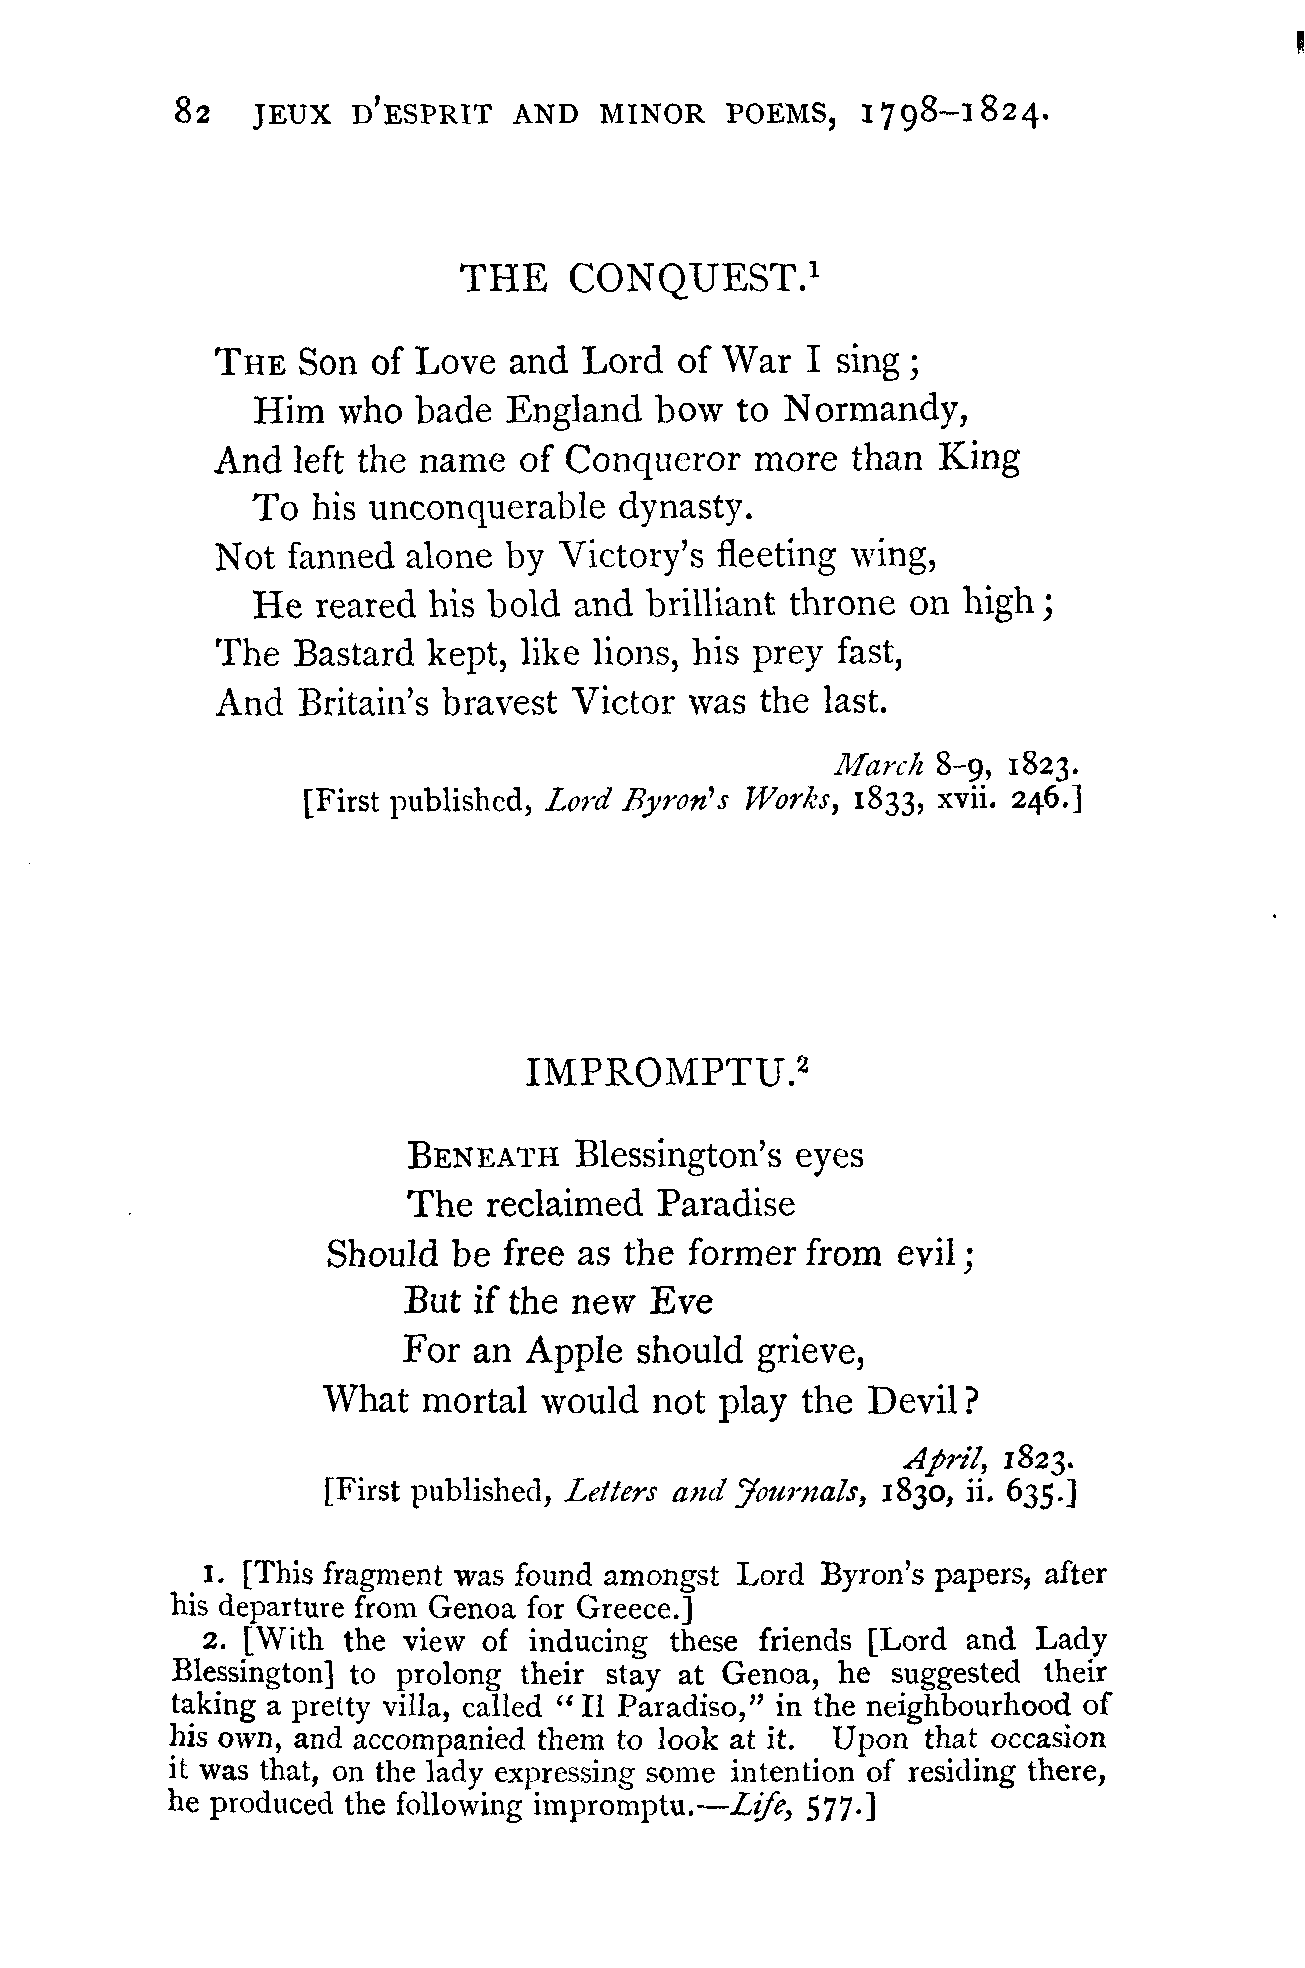 82 JEUX D'ESPRIT AND MINOR POEMS, 1798–1824.
THE CONQUEST.¹
THE Son of Love and Lord of War I sing;
Him who bade England bow to Normandy,
And left the name of Conqueror more than King
To his unconquerable dynasty.
Not fanned alone by Victory's fleeting wing,
He reared his bold and brilliant throne on high;
The Bastard kept, like lions, his prey fast,
And Britain's bravest Victor was the last.
March 8–9, 1823.
[First published, Lord Byron's Works, 1833, xvii. 246.]
IMPROMPTU.²
BENEATH Blessington's eyes
The reclaimed Paradise
Should be free as the former from evil;
But if the new Eve
For an Apple should grieve,
What mortal would not play the Devil?
April, 1823.
[First published, Letters and Journals, 1830, ii. 635.]
1. [This fragment was found amongst Lord Byron's papers, after
his departure from Genoa for Greece.]
2. [With the view of inducing these friends [Lord and Lady
Blessington] to prolong their stay at Genoa, he suggested their
taking a pretty villa, called "Il Paradiso," in the neighbourhood of
his own, and accompanied them to look at it. Upon that occasion
it was that, on the lady expressing some intention of residing there,
he produced the following impromptu.—Life, 577.]